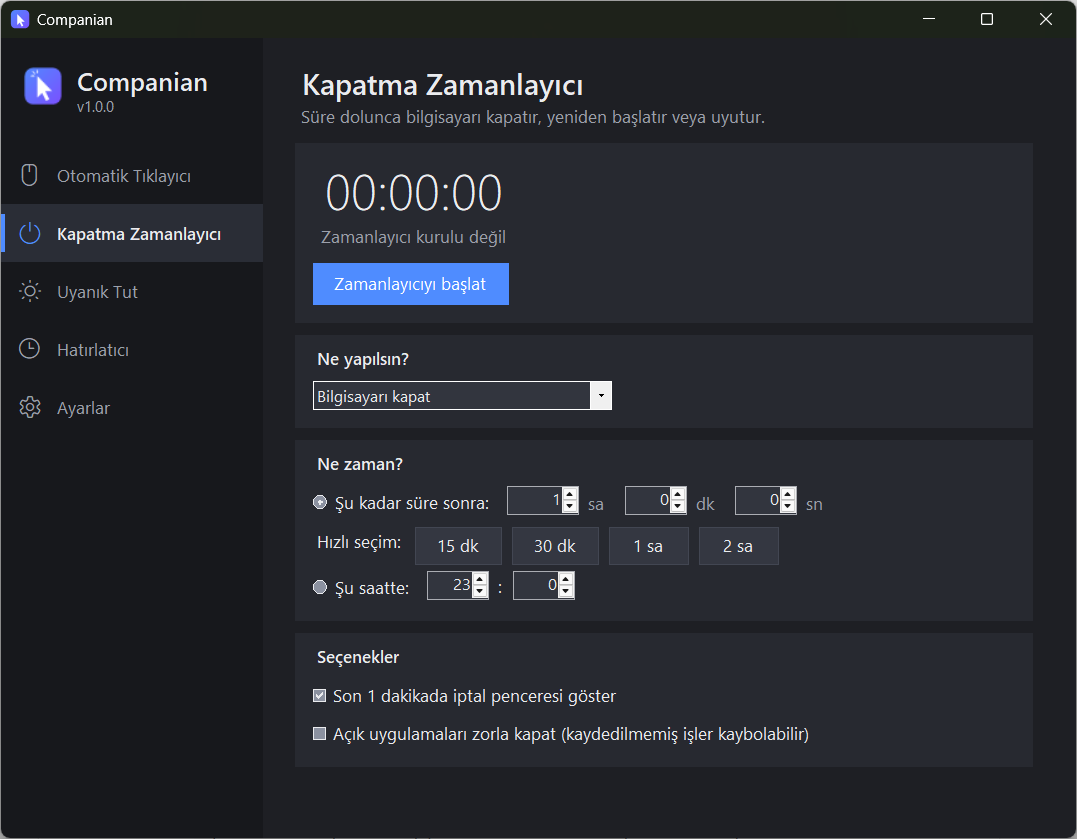 Companian
Companian
v1.0.0
Otomatik Tıklayıcı
Kapatma Zamanlayıcı
Uyanık Tut
Hatırlatıcı
Ayarlar
Kapatma Zamanlayıcı
Süre dolunca bilgisayarı kapatır, yeniden başlatır veya uyutur.
00:00:00
Zamanlayıcı kurulu değil
Zamanlayıcıyı başlat
Ne yapılsın?
Bilgisayarı kapat
Ne zaman?
Şu kadar süre sonra: 1 sa 0 dk 0 sn
Hızlı seçim: 15 dk 30 dk 1 sa 2 sa
Şu saatte: 23 : 0
Seçenekler
Son 1 dakikada iptal penceresi göster
Açık uygulamaları zorla kapat (kaydedilmemiş işler kaybolabilir)